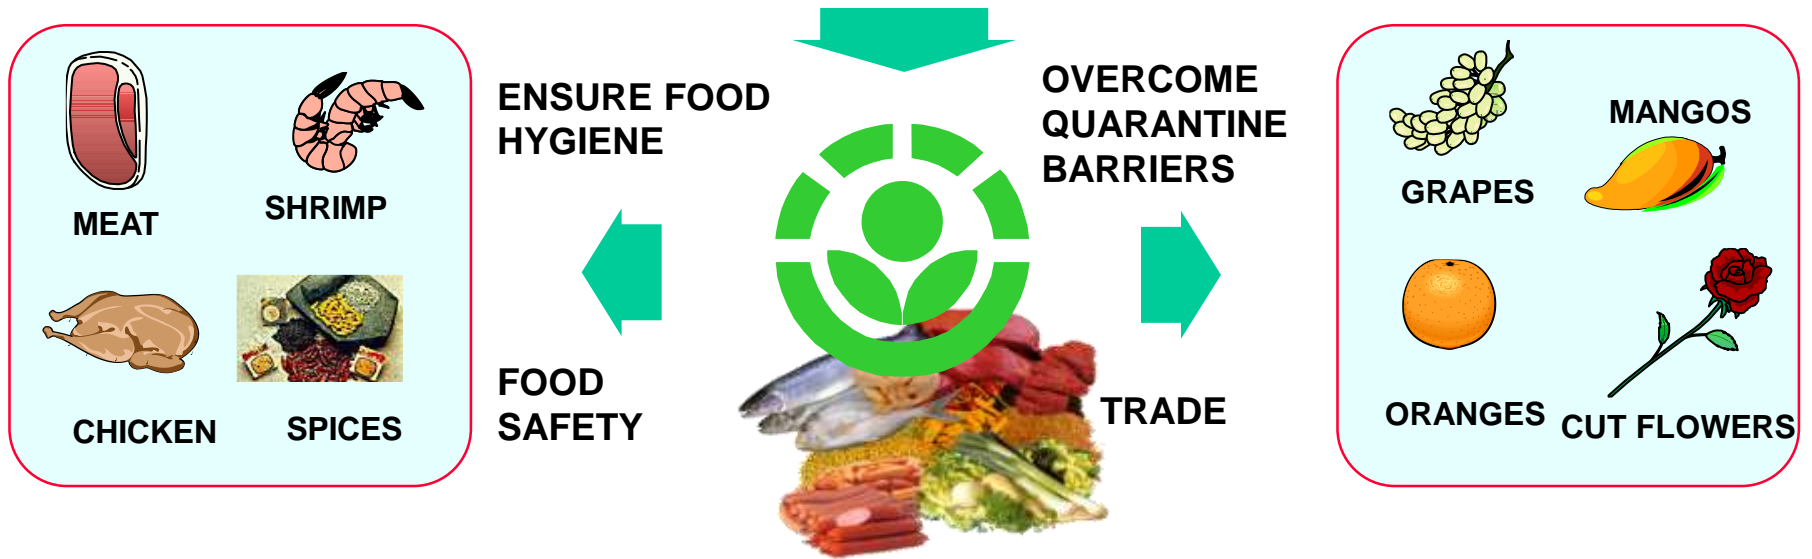 MEAT
SHRIMP
CHICKEN
SPICES
ENSURE FOOD
HYGIENE
FOOD
SAFETY
OVERCOME
QUARANTINE
BARRIERS
TRADE
GRAPES
MANGOS
ORANGES
CUT FLOWERS